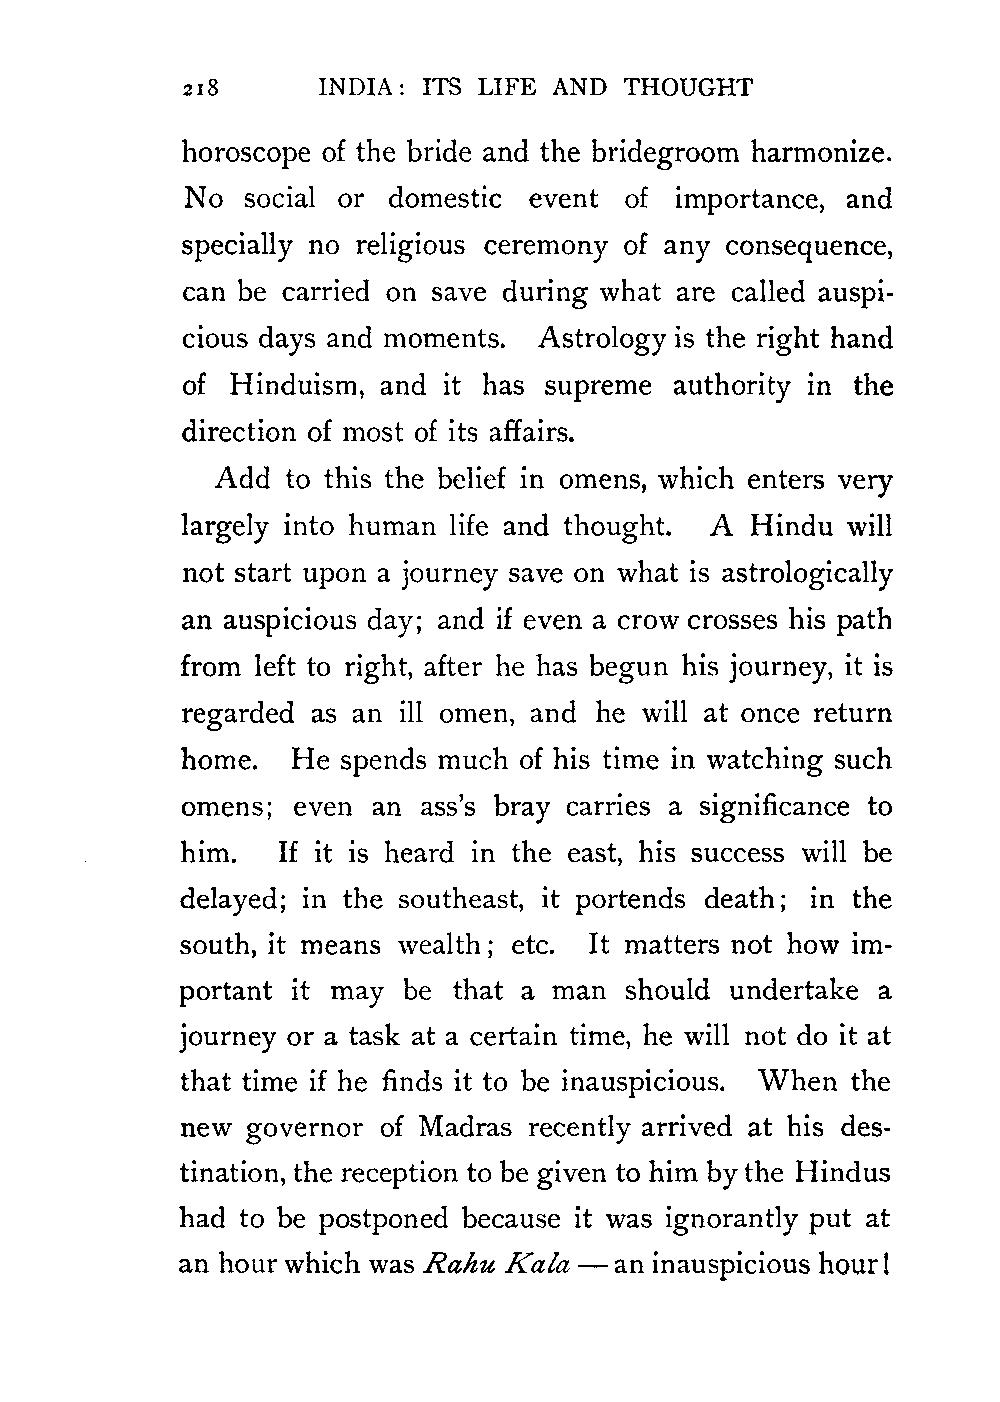 218 INDIA: ITS LIFE AND THOUGHT
horoscope of the bride and the bridegroom harmonize.
No social or domestic event of importance, and
specially no religious ceremony of any consequence,
can be carried on save during what are called auspi-
cious days and moments. Astrology is the right hand
of Hinduism, and it has supreme authority in the
direction of most of its affairs.
Add to this the belief in omens, which enters very
largely into human life and thought. A Hindu will
not start upon a journey save on what is astrologically
an auspicious day; and if even a crow crosses his path
from left to right, after he has begun his journey, it is
regarded as an ill omen, and he will at once return
home. He spends much of his time in watching such
omens; even an ass's bray carries a significance to
him. If it is heard in the east, his success will be
delayed; in the southeast, it portends death; in the
south, it means wealth; etc. It matters not how im-
portant it may be that a man should undertake a
journey or a task at a certain time, he will not do it at
that time if he finds it to be inauspicious. When the
new governor of Madras recently arrived at his des-
tination, the reception to be given to him by the Hindus
had to be postponed because it was ignorantly put at
an hour which was Rahu Kala — an inauspicious hour!